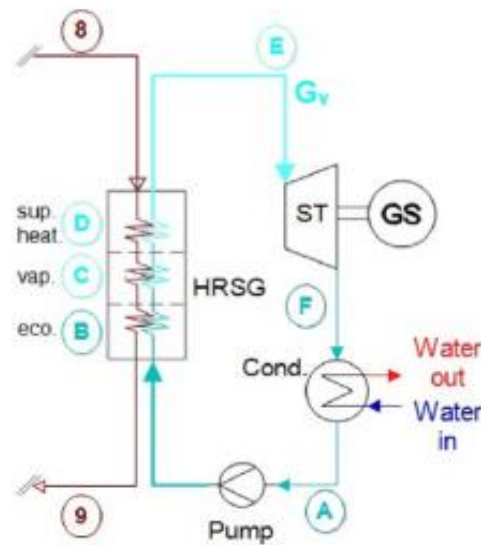 8
E
Gv
sup.
heat.
D
ST
GS
vap.
C
HRSG
eco.
B
F
Cond.
Water
out
Water
in
9
A
Pump